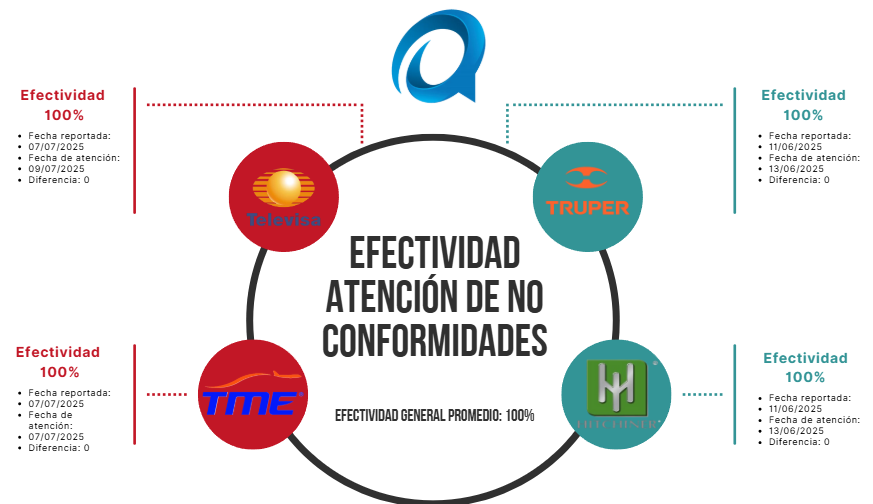 Efectividad
100%
Fecha reportada:
07/07/2025
Fecha de atención:
09/07/2025
Diferencia: 0
Efectividad
100%
Fecha reportada:
11/06/2025
Fecha de atención:
13/06/2025
Diferencia: 0
Televisa
TRUPER
EFECTIVIDAD
ATENCIÓN DE NO
CONFORMIDADES
Efectividad
100%
Fecha reportada:
07/07/2025
Fecha de
atención:
07/07/2025
Diferencia: 0
TME
®
EFECTIVIDAD GENERAL PROMEDIO: 100%
Efectividad
100%
Fecha reportada:
11/06/2025
Fecha de atención:
13/06/2025
Diferencia: 0